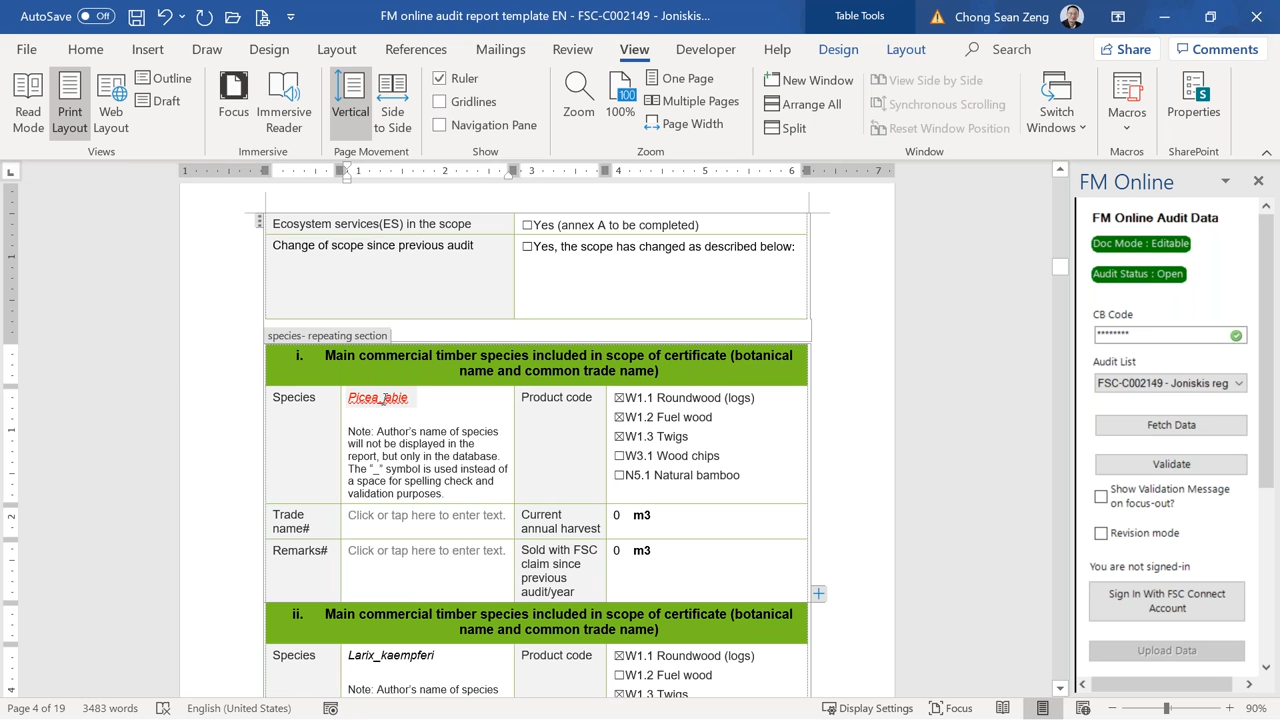 AutoSave Off
FM online audit report template EN - FSC-C002149 - Joniskis...
Table Tools
Chong Sean Zeng
File Home Insert Draw Design Layout References Mailings Review View Developer Help Design Layout Search Share Comments
Read Mode
Print Layout
Web Layout
Outline
Draft
Views
Focus
Immersive Reader
Immersive
Vertical
Side to Side
Page Movement
Ruler
Gridlines
Navigation Pane
Show
Zoom
100
100%
One Page
Multiple Pages
Page Width
Zoom
New Window
Arrange All
Split
View Side by Side
Synchronous Scrolling
Reset Window Position
Switch Windows
Window
Macros
Macros
Properties
SharePoint
1 1 2 3 4 5 6 7
Ecosystem services(ES) in the scope
☐Yes (annex A to be completed)
Change of scope since previous audit
☐Yes, the scope has changed as described below:
species- repeating section
i. Main commercial timber species included in scope of certificate (botanical
name and common trade name)
Species
Picea_abie
Note: Author's name of species
will not be displayed in the
report, but only in the database.
The "_" symbol is used instead of
a space for spelling check and
validation purposes.
Product code
☒W1.1 Roundwood (logs)
☒W1.2 Fuel wood
☒W1.3 Twigs
☐W3.1 Wood chips
☐N5.1 Natural bamboo
Trade
name#
Click or tap here to enter text.
Current
annual harvest
0 m3
Remarks#
Click or tap here to enter text.
Sold with FSC
claim since
previous
audit/year
0 m3
ii. Main commercial timber species included in scope of certificate (botanical
name and common trade name)
Species
Larix_kaempferi
Note: Author's name of species
Product code
☒W1.1 Roundwood (logs)
☐W1.2 Fuel wood
☒W1.3 Twigs
FM Online
FM Online Audit Data
Doc Mode : Editable
Audit Status : Open
CB Code
********
Audit List
FSC-C002149 - Joniskis reg
Fetch Data
Validate
Show Validation Message
on focus-out?
Revision mode
You are not signed-in
Sign In With FSC Connect
Account
Upload Data
Page 4 of 19 3483 words English (United States) Display Settings Focus 90%